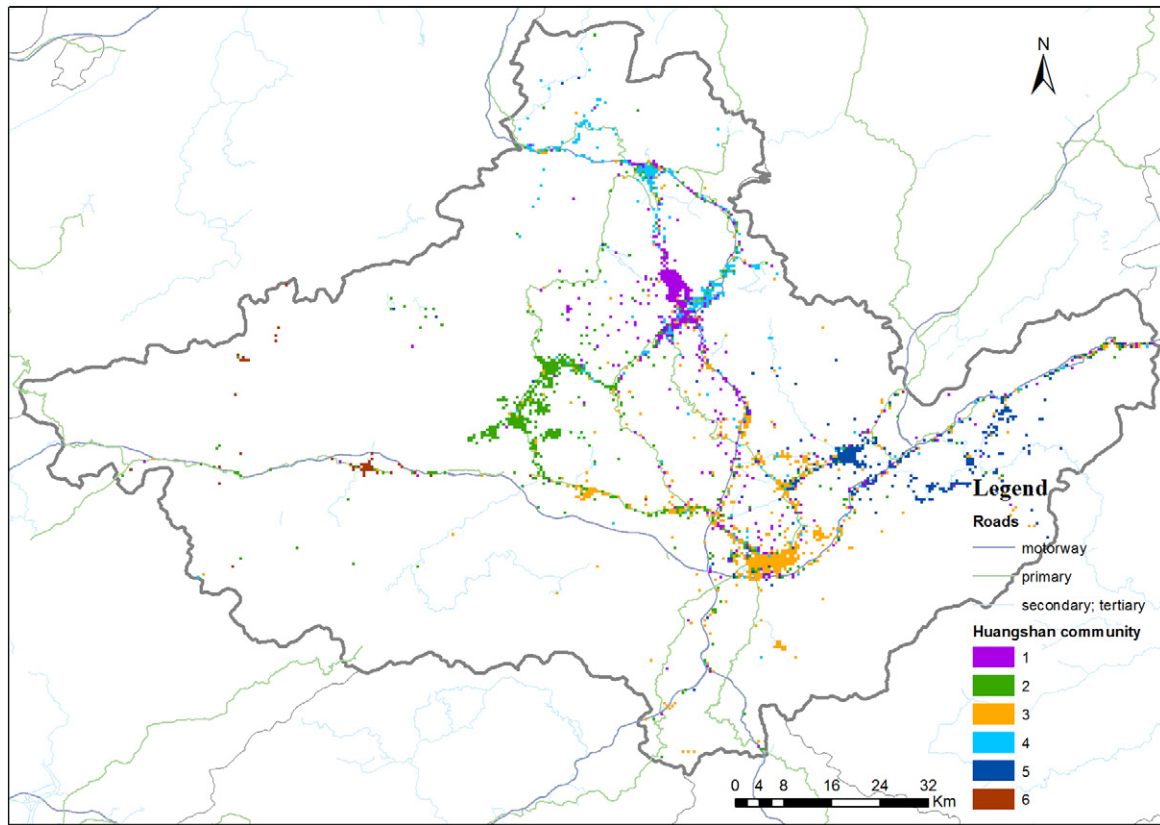 N
Legend
Roads
motorway
primary
secondary; tertiary
Huangshan community
1
2
3
4
5
6
0 4 8 16 24 32
Km